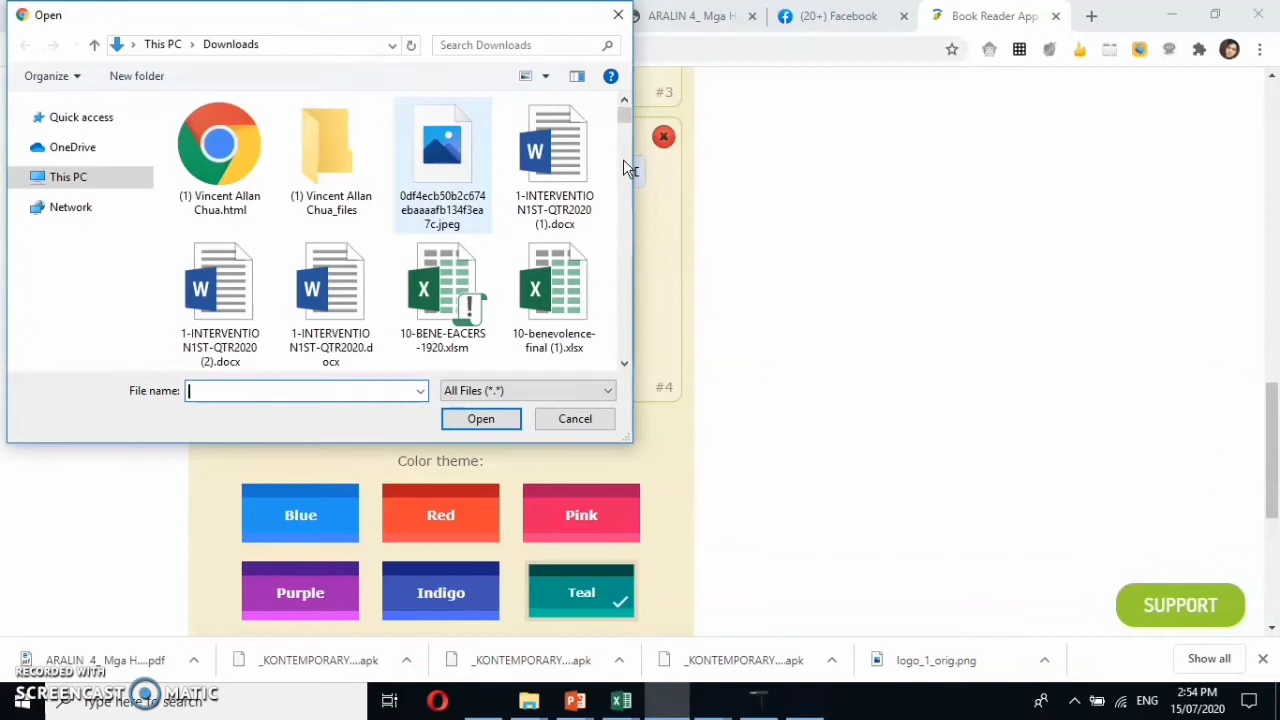 Open
ARALIN 4_ Mga H
(20+) Facebook
Book Reader App
This PC
Downloads
Search Downloads
Organize
New folder
#3
Quick access
OneDrive
This PC
Network
(1) Vincent Allan
Chua.html
(1) Vincent Allan
Chua_files
0df4ecb50b2c674
ebaaaafb134f3ea
7c.jpeg
1-INTERVENTIO
N1ST-QTR2020
(1).docx
1-INTERVENTIO
N1ST-QTR2020
(2).docx
1-INTERVENTIO
N1ST-QTR2020.d
ocx
10-BENE-EACERS
-1920.xlsm
10-benevolence-
final (1).xlsx
#4
File name:
All Files (*.*)
Open
Cancel
Color theme:
Blue
Red
Pink
Purple
Indigo
Teal
SUPPORT
ARALIN_4_ Mga H....pdf
_KONTEMPORARY....apk
_KONTEMPORARY....apk
_KONTEMPORARY....apk
logo_1_orig.png
Show all
RECORDED WITH
SCREENCAST MATIC
Type here to search
ENG
2:54 PM
15/07/2020